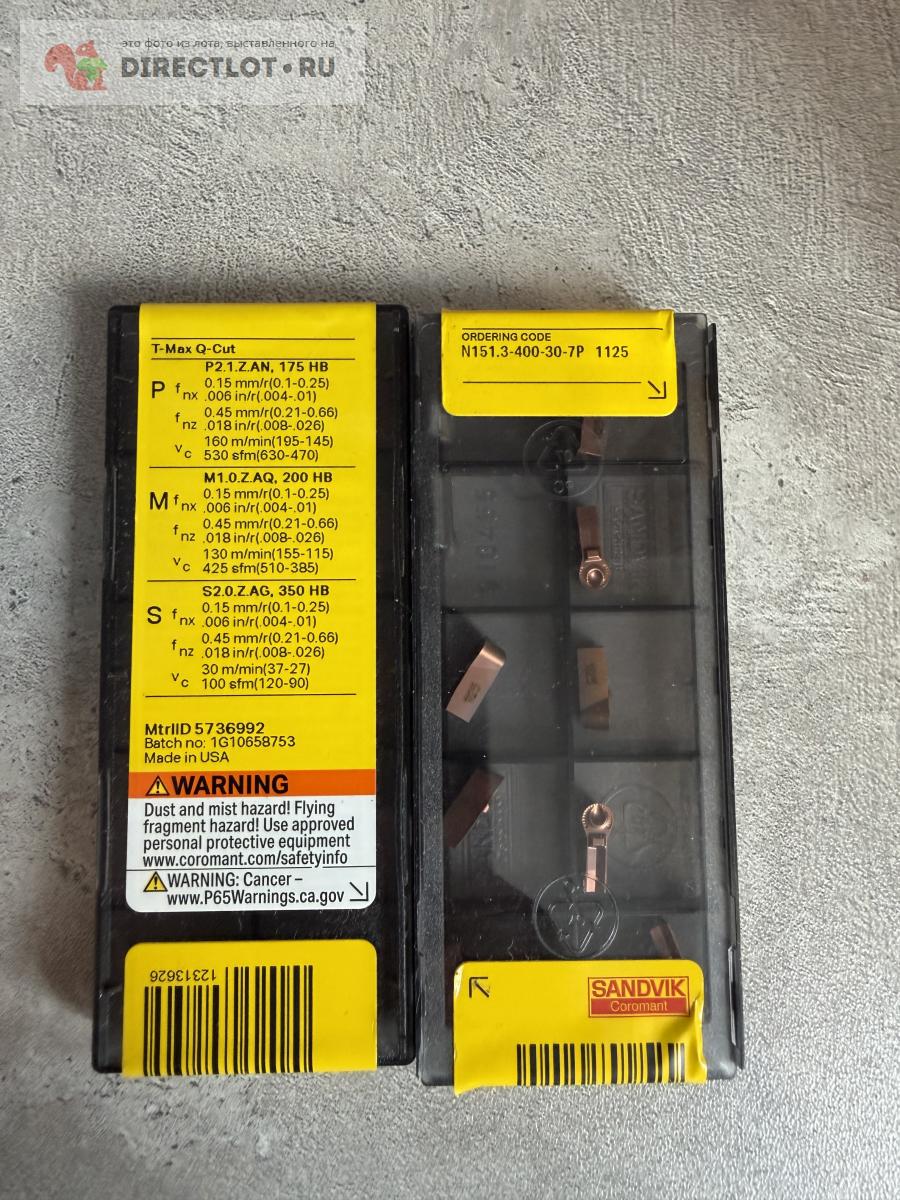 это фото из лота, выставленного на
DIRECTLOT.RU
T-Max Q-Cut
P2.1.Z.AN, 175 HB
P fnx 0.15 mm/r(0.1-0.25)
.006 in/r(.004-.01)
fnz 0.45 mm/r(0.21-0.66)
.018 in/r(.008-.026)
vc 160 m/min(195-145)
530 sfm(630-470)
M1.0.Z.AQ, 200 HB
M fnx 0.15 mm/r(0.1-0.25)
.006 in/r(.004-.01)
fnz 0.45 mm/r(0.21-0.66)
.018 in/r(.008-.026)
vc 130 m/min(155-115)
425 sfm(510-385)
S2.0.Z.AG, 350 HB
S fnx 0.15 mm/r(0.1-0.25)
.006 in/r(.004-.01)
fnz 0.45 mm/r(0.21-0.66)
.018 in/r(.008-.026)
vc 30 m/min(37-27)
100 sfm(120-90)
MtrlID 5736992
Batch no: 1G10658753
Made in USA
WARNING
Dust and mist hazard! Flying
fragment hazard! Use approved
personal protective equipment
www.coromant.com/safetyinfo
WARNING: Cancer –
www.P65Warnings.ca.gov
12313626
ORDERING CODE
N151.3-400-30-7P 1125
SANDVIK
Coromant